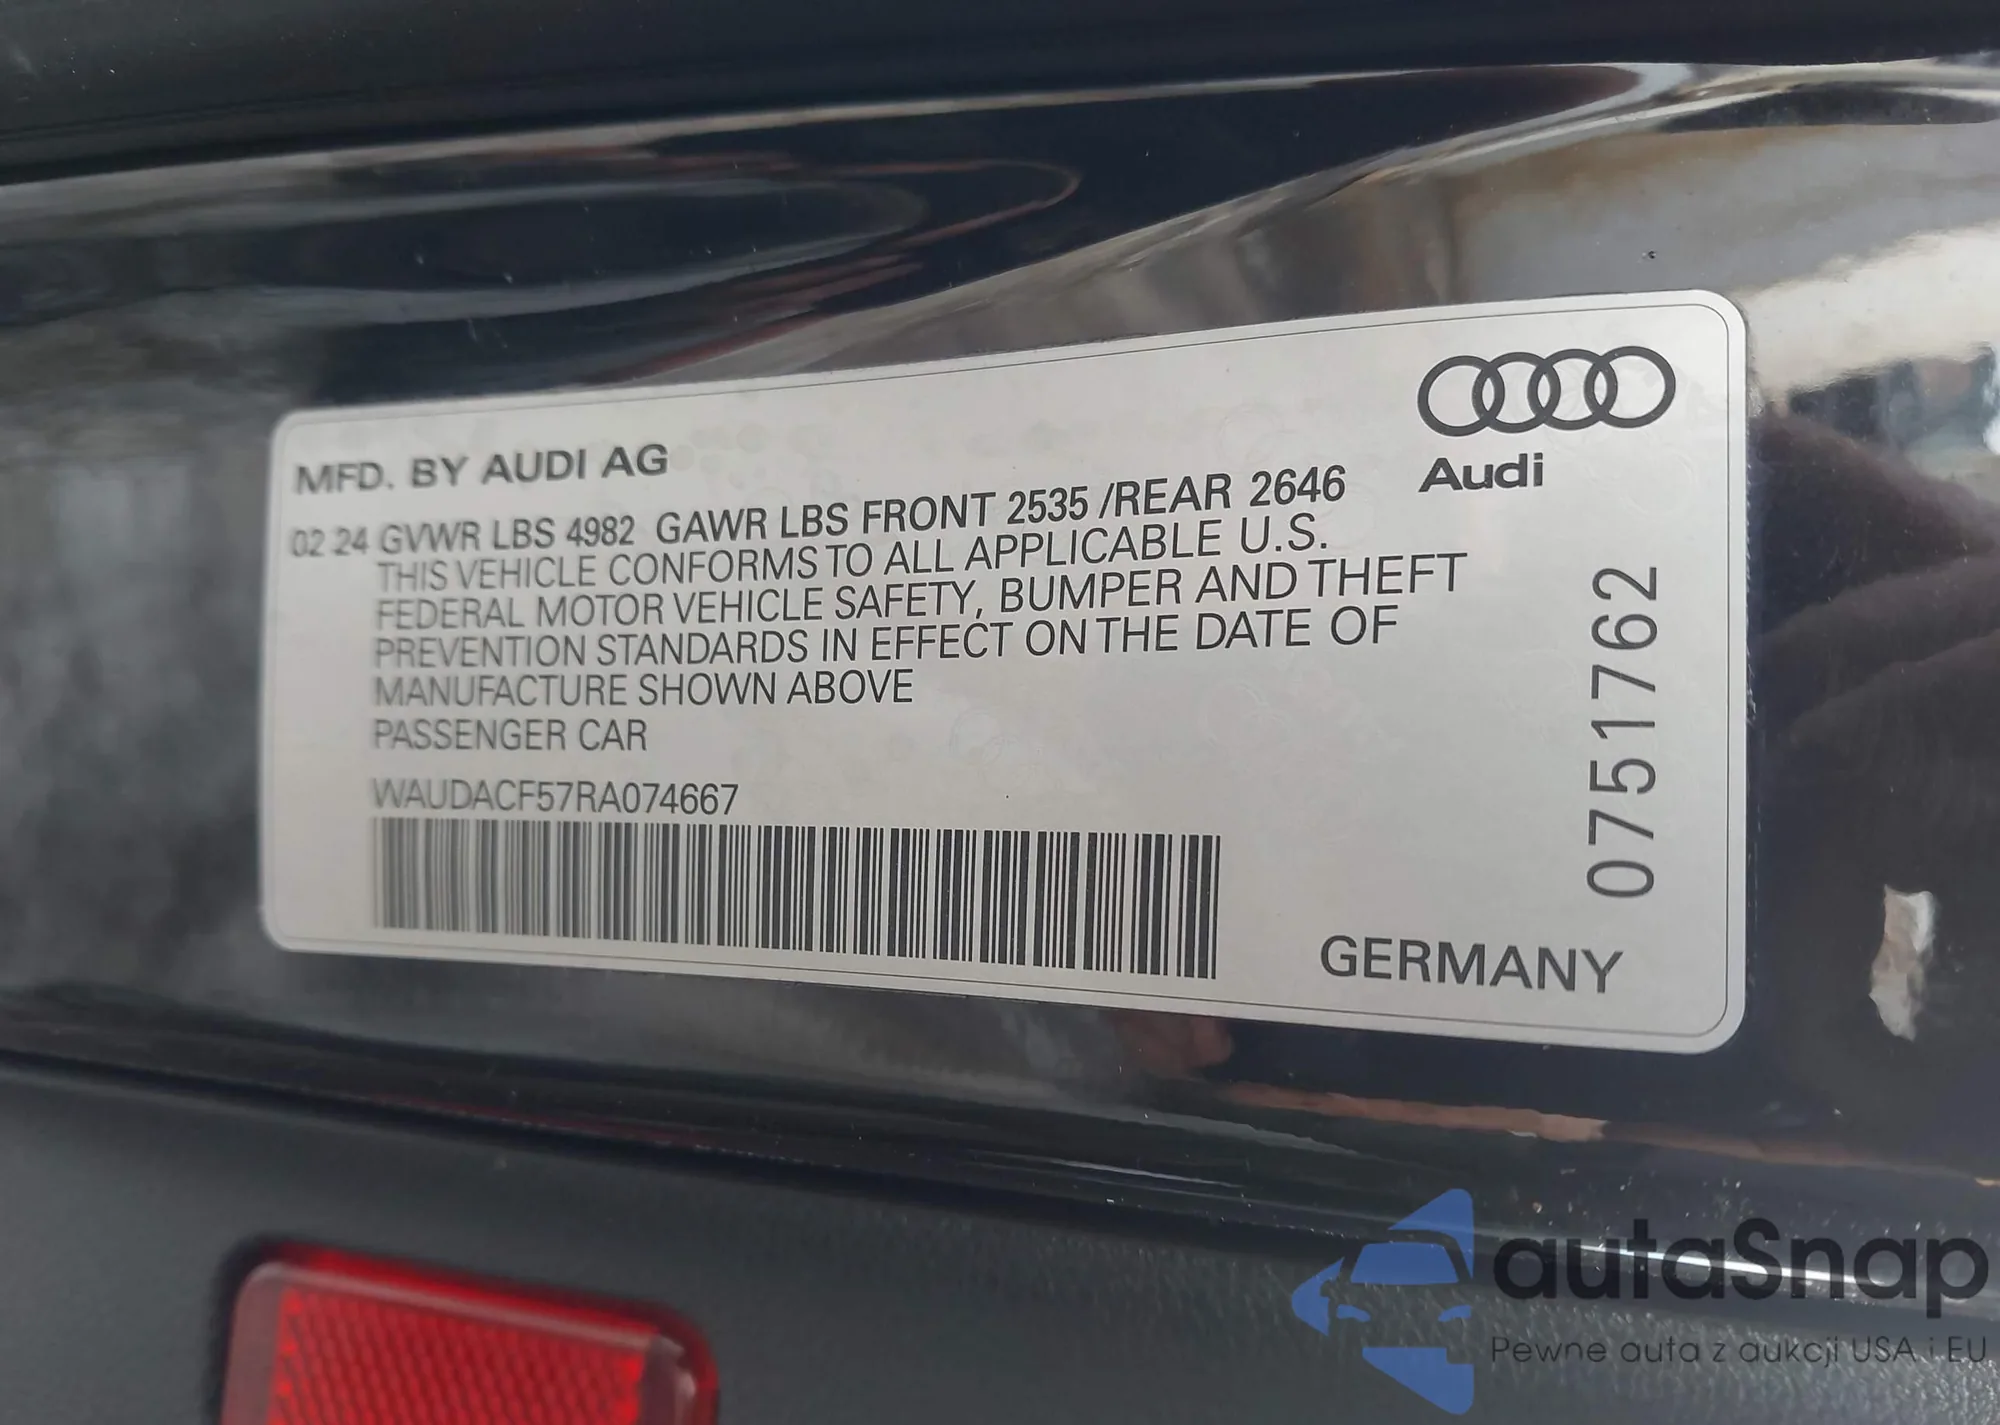 MFD. BY AUDI AG
Audi
02 24 GVWR LBS 4982 GAWR LBS FRONT 2535 /REAR 2646
THIS VEHICLE CONFORMS TO ALL APPLICABLE U.S.
FEDERAL MOTOR VEHICLE SAFETY, BUMPER AND THEFT
PREVENTION STANDARDS IN EFFECT ON THE DATE OF
MANUFACTURE SHOWN ABOVE
PASSENGER CAR
WAUDACF57RA074667
0751762
GERMANY
autaSnap
Pewne auta z aukcji USA i EU